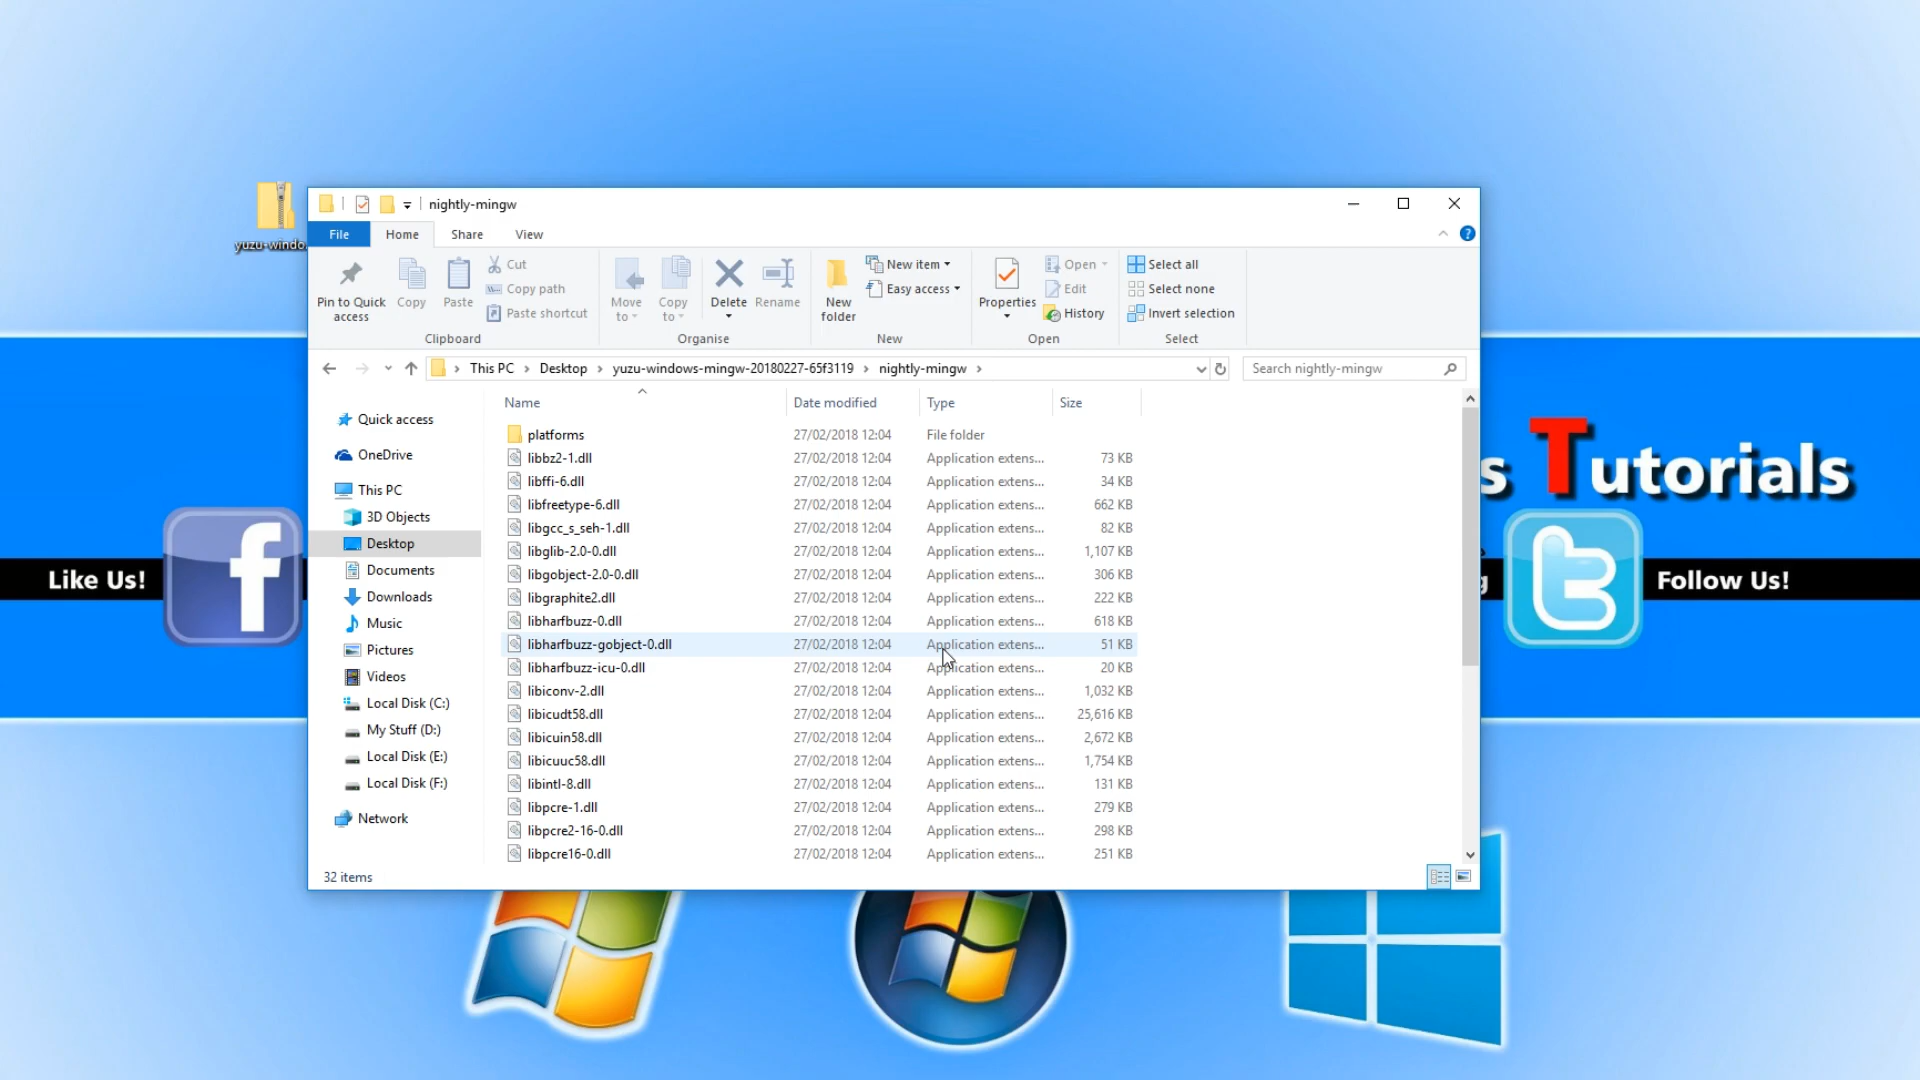 yuzu-windo
nightly-mingw
File Home Share View
Pin to Quick access
Copy
Paste
Cut
Copy path
Paste shortcut
Clipboard
Move to
Copy to
Delete
Rename
Organise
New folder
New item
Easy access
New
Properties
Open
Edit
History
Open
Select all
Select none
Invert selection
Select
This PC > Desktop > yuzu-windows-mingw-20180227-65f3119 > nightly-mingw >
Search nightly-mingw
Quick access
OneDrive
This PC
3D Objects
Desktop
Documents
Downloads
Music
Pictures
Videos
Local Disk (C:)
My Stuff (D:)
Local Disk (E:)
Local Disk (F:)
Network
Name Date modified Type Size
platforms 27/02/2018 12:04 File folder
libbz2-1.dll 27/02/2018 12:04 Application extens... 73 KB
libffi-6.dll 27/02/2018 12:04 Application extens... 34 KB
libfreetype-6.dll 27/02/2018 12:04 Application extens... 662 KB
libgcc_s_seh-1.dll 27/02/2018 12:04 Application extens... 82 KB
libglib-2.0-0.dll 27/02/2018 12:04 Application extens... 1,107 KB
libgobject-2.0-0.dll 27/02/2018 12:04 Application extens... 306 KB
libgraphite2.dll 27/02/2018 12:04 Application extens... 222 KB
libharfbuzz-0.dll 27/02/2018 12:04 Application extens... 618 KB
libharfbuzz-gobject-0.dll 27/02/2018 12:04 Application extens... 51 KB
libharfbuzz-icu-0.dll 27/02/2018 12:04 Application extens... 20 KB
libiconv-2.dll 27/02/2018 12:04 Application extens... 1,032 KB
libicudt58.dll 27/02/2018 12:04 Application extens... 25,616 KB
libicuin58.dll 27/02/2018 12:04 Application extens... 2,672 KB
libicuuc58.dll 27/02/2018 12:04 Application extens... 1,754 KB
libintl-8.dll 27/02/2018 12:04 Application extens... 131 KB
libpcre-1.dll 27/02/2018 12:04 Application extens... 279 KB
libpcre2-16-0.dll 27/02/2018 12:04 Application extens... 298 KB
libpcre16-0.dll 27/02/2018 12:04 Application extens... 251 KB
32 items
s Tutorials
Like Us!
g
Follow Us!